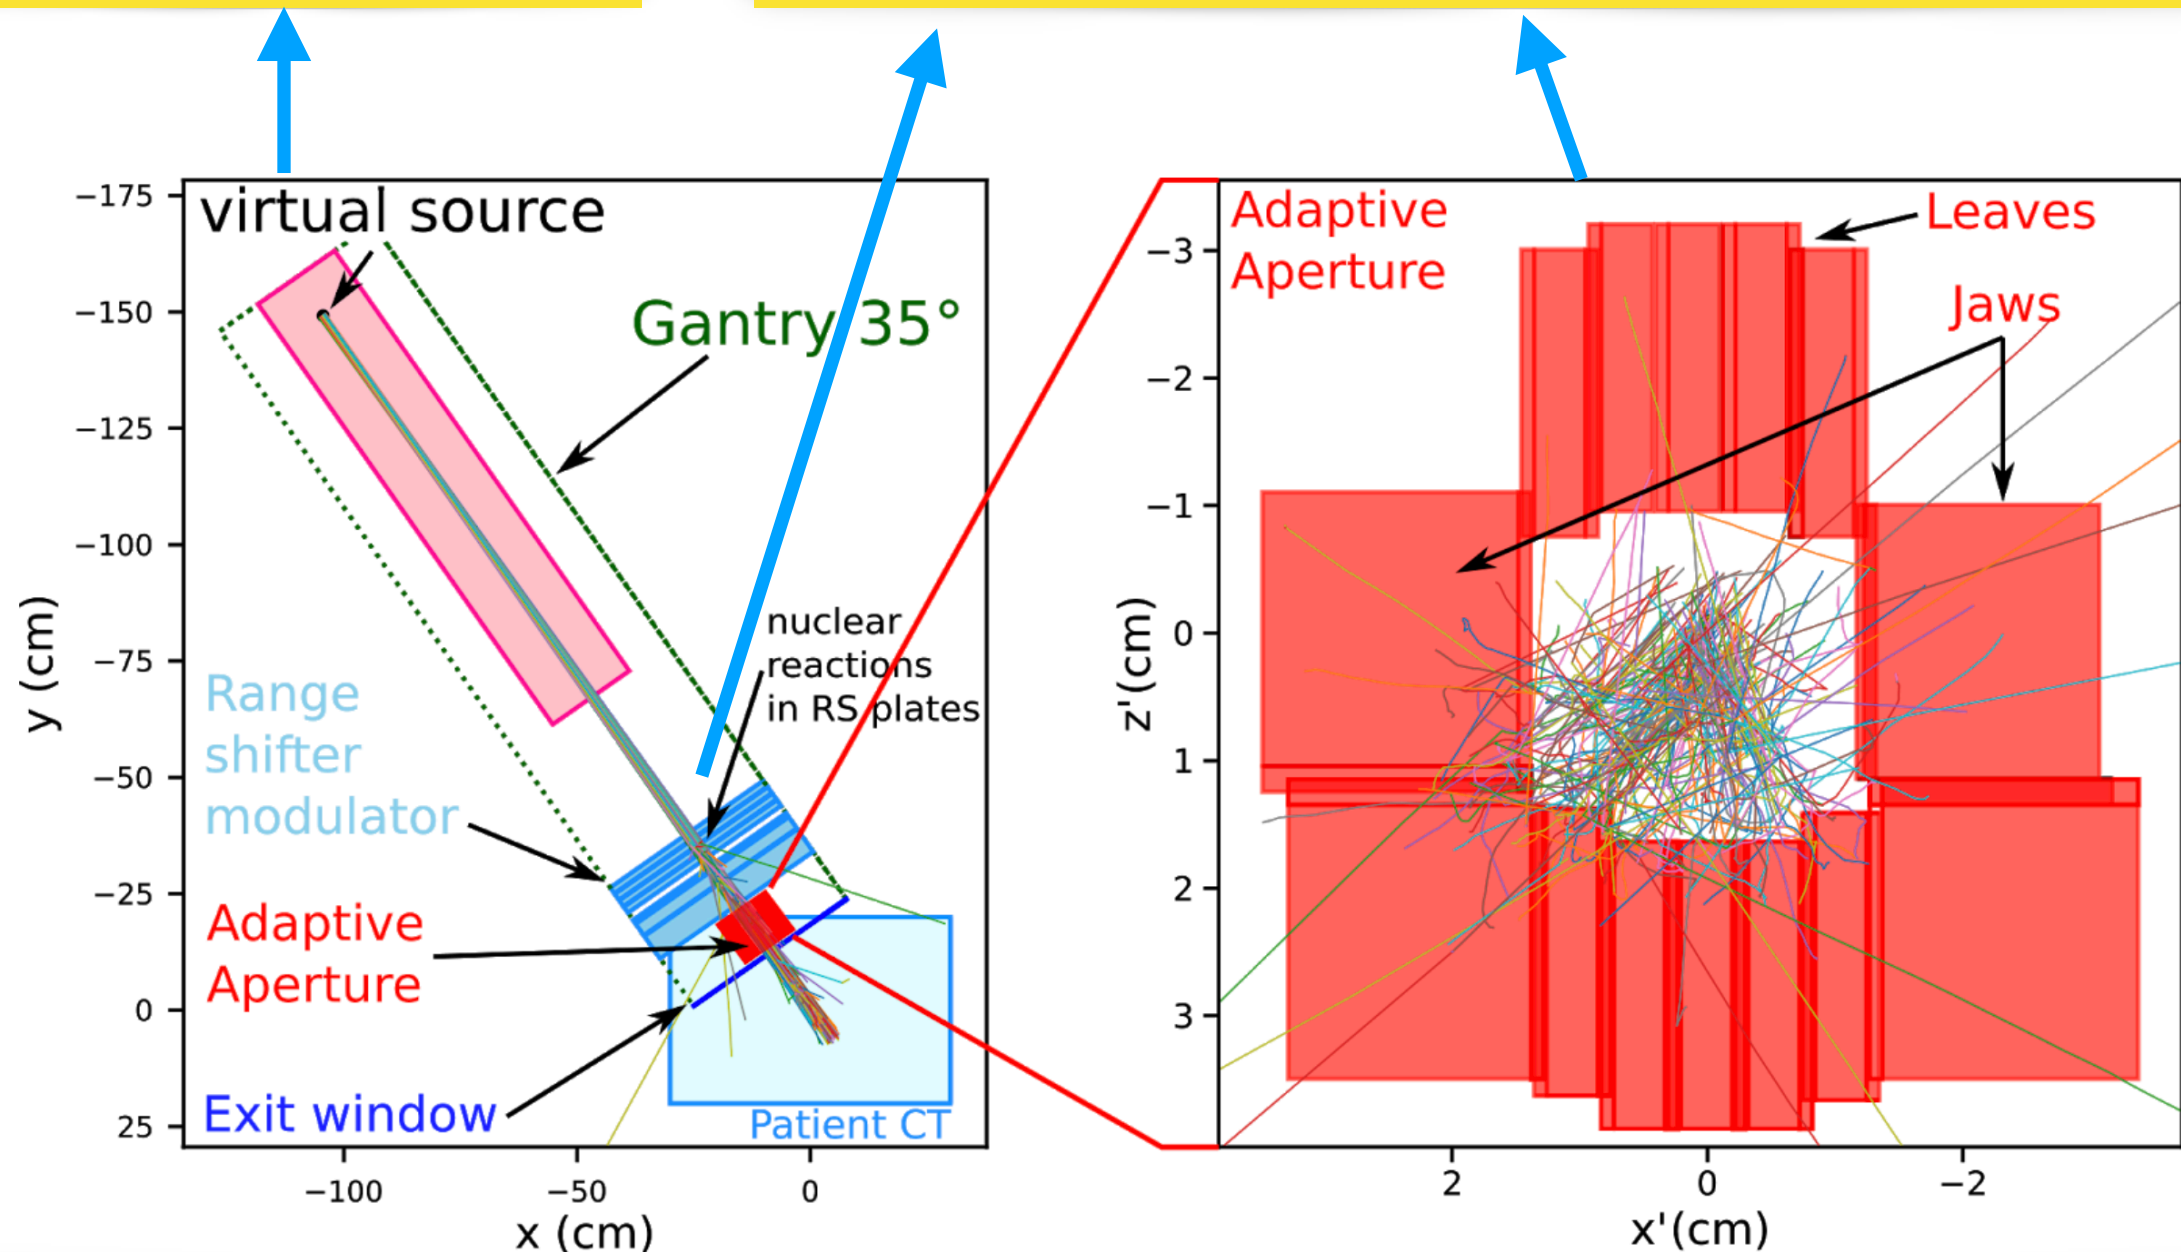 virtual source
Gantry 35°
nuclear
reactions
in RS plates
Range
shifter
modulator
Adaptive
Aperture
Exit window
Patient CT
−175
−150
−125
−100
−75
−50
−25
0
25
y (cm)
−100
−50
0
x (cm)
Adaptive
Aperture
Leaves
Jaws
−3
−2
−1
0
1
2
3
z'(cm)
2
0
−2
x'(cm)